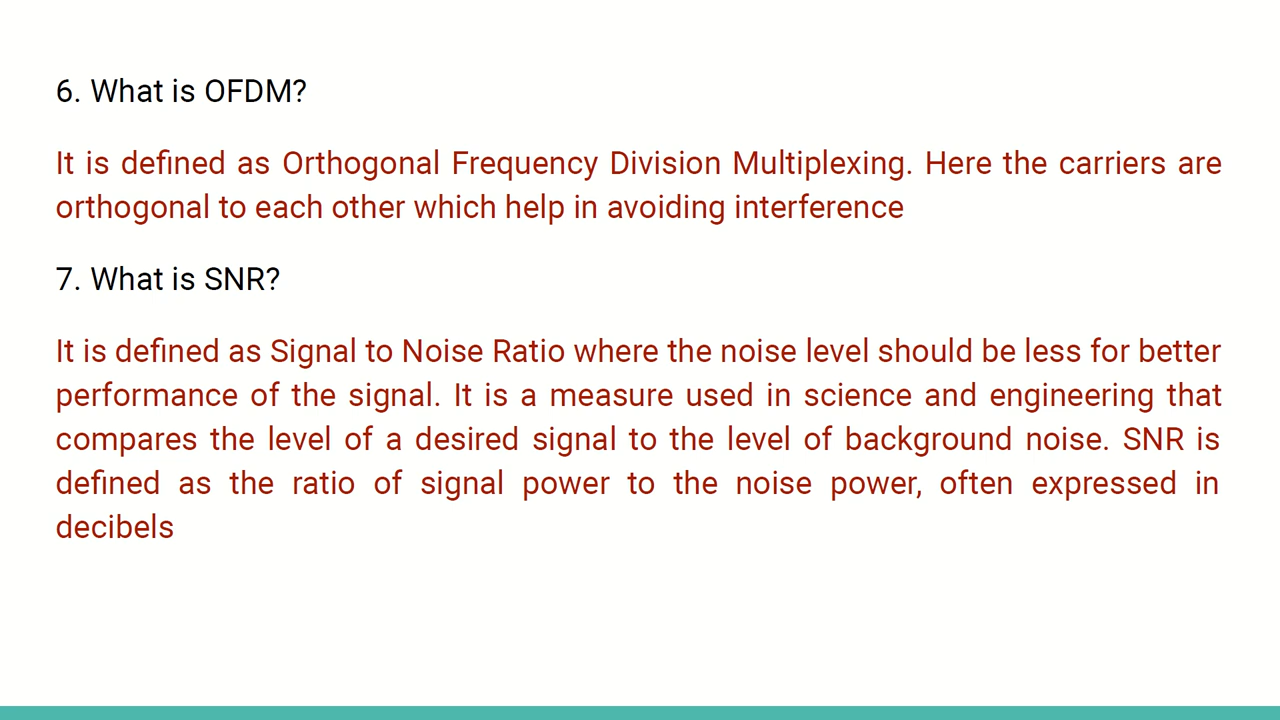 6. What is OFDM?
It is defined as Orthogonal Frequency Division Multiplexing. Here the carriers are
orthogonal to each other which help in avoiding interference
7. What is SNR?
It is defined as Signal to Noise Ratio where the noise level should be less for better
performance of the signal. It is a measure used in science and engineering that
compares the level of a desired signal to the level of background noise. SNR is
defined as the ratio of signal power to the noise power, often expressed in
decibels